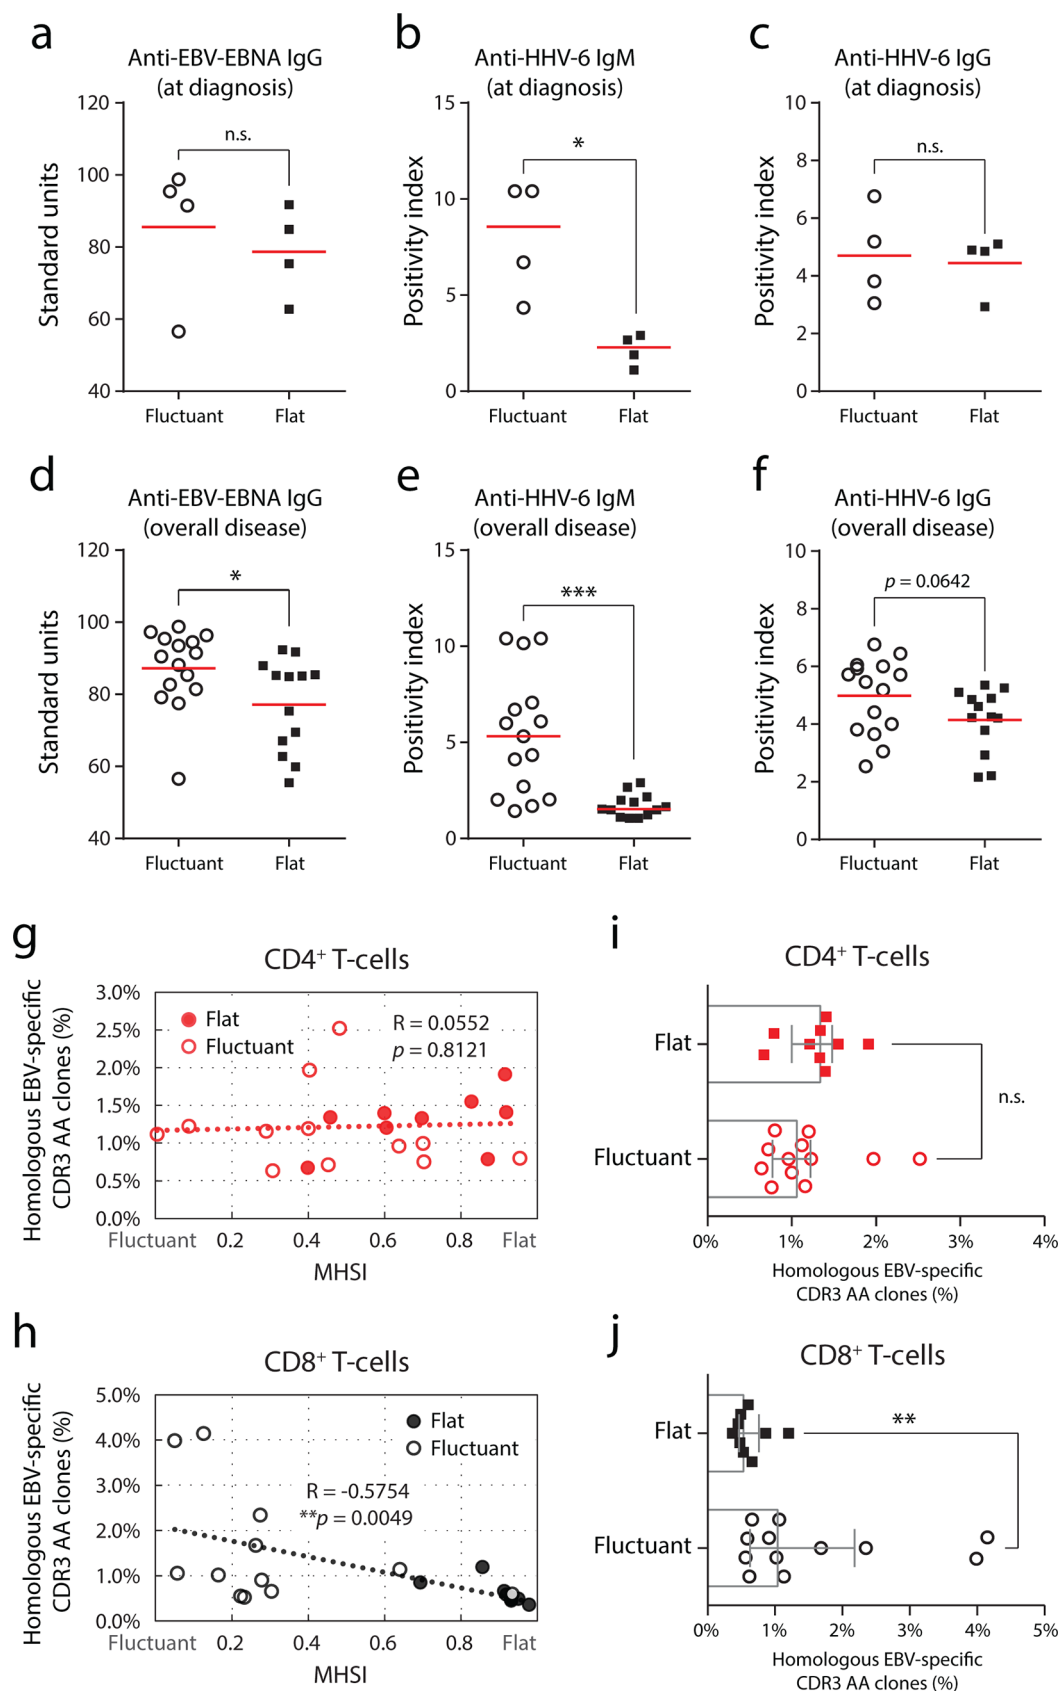 a
Anti-EBV-EBNA IgG
(at diagnosis)
120
100
80
60
40
Standard units
n.s.
Fluctuant
Flat
b
Anti-HHV-6 IgM
(at diagnosis)
15
10
5
0
Positivity index
*
Fluctuant
Flat
c
Anti-HHV-6 IgG
(at diagnosis)
10
8
6
4
2
0
Positivity index
n.s.
Fluctuant
Flat
d
Anti-EBV-EBNA IgG
(overall disease)
120
100
80
60
40
Standard units
*
Fluctuant
Flat
e
Anti-HHV-6 IgM
(overall disease)
15
10
5
0
Positivity index
***
Fluctuant
Flat
f
Anti-HHV-6 IgG
(overall disease)
10
8
6
4
2
0
Positivity index
p = 0.0642
Fluctuant
Flat
g
CD4+ T-cells
Homologous EBV-specific
CDR3 AA clones (%)
3.0%
2.5%
2.0%
1.5%
1.0%
0.5%
0.0%
Flat
Fluctuant
R = 0.0552
p = 0.8121
Fluctuant
0.2
0.4
0.6
0.8
Flat
MHSI
i
CD4+ T-cells
Flat
Fluctuant
n.s.
0%
1%
2%
3%
4%
Homologous EBV-specific
CDR3 AA clones (%)
h
CD8+ T-cells
Homologous EBV-specific
CDR3 AA clones (%)
5.0%
4.0%
3.0%
2.0%
1.0%
0.0%
Flat
Fluctuant
R = -0.5754
**p = 0.0049
Fluctuant
0.2
0.4
0.6
0.8
Flat
MHSI
j
CD8+ T-cells
Flat
Fluctuant
**
0%
1%
2%
3%
4%
5%
Homologous EBV-specific
CDR3 AA clones (%)